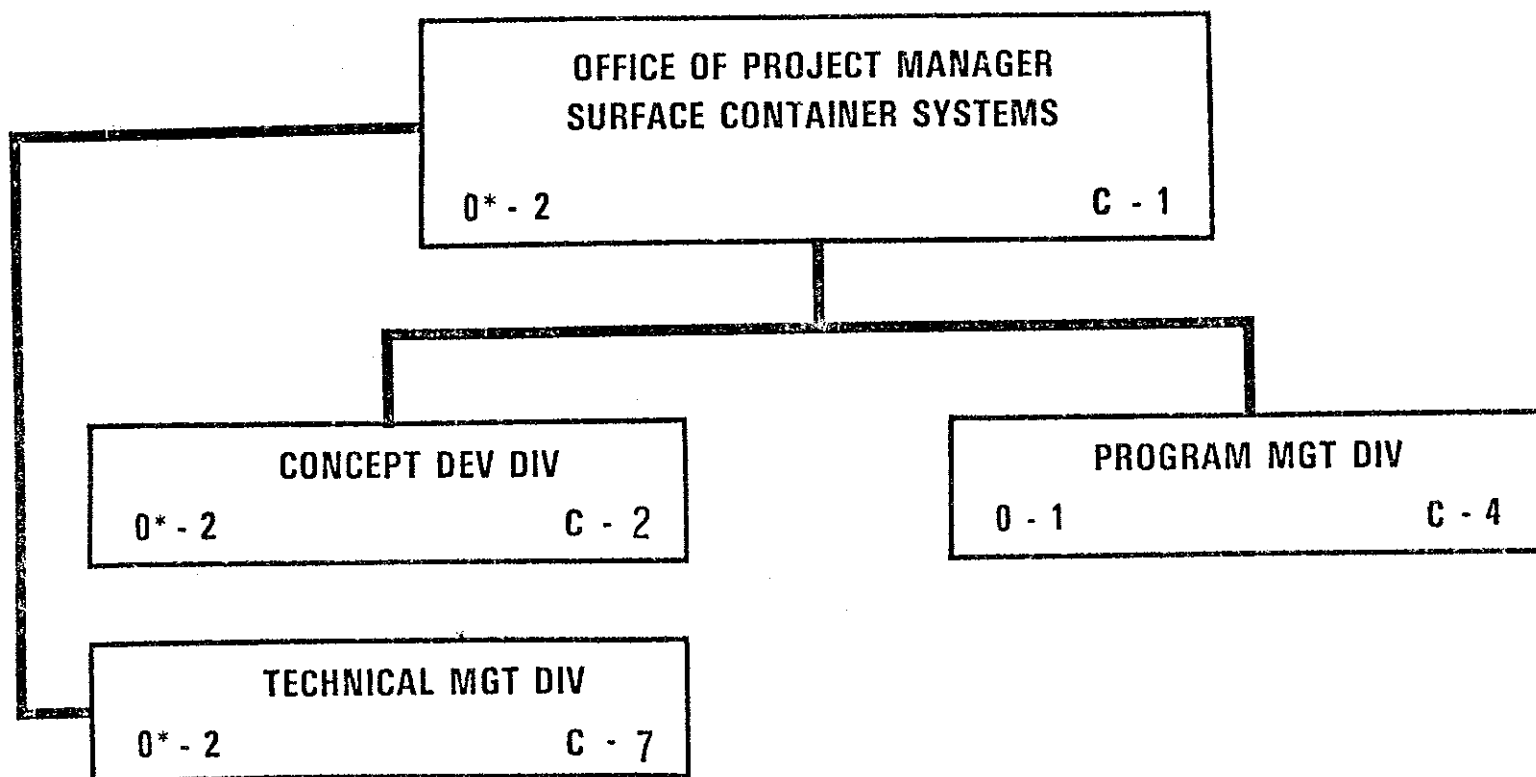 OFFICE OF PROJECT MANAGER
SURFACE CONTAINER SYSTEMS
0* - 2 C - 1
CONCEPT DEV DIV
0* - 2 C - 2
PROGRAM MGT DIV
0 - 1 C - 4
TECHNICAL MGT DIV
0* - 2 C - 7